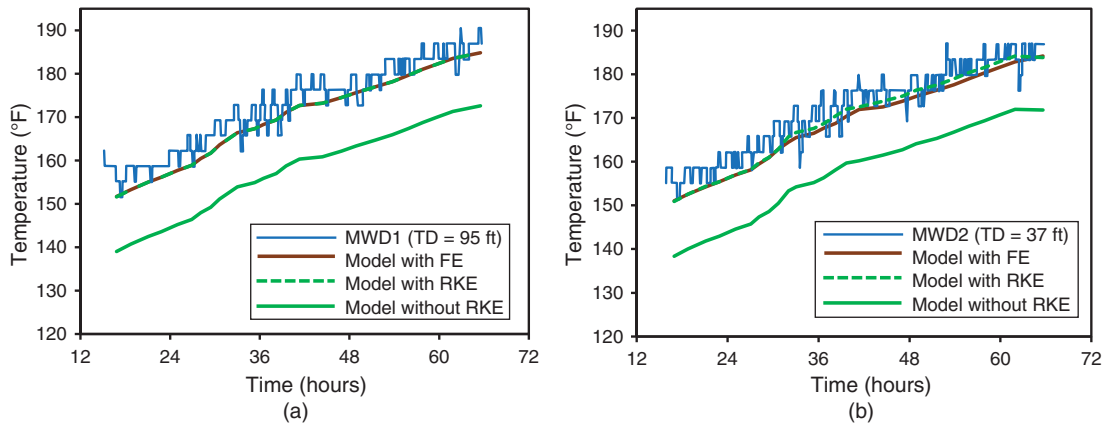 Temperature (°F)
190
180
170
160
150
140
130
120
MWD1 (TD = 95 ft)
Model with FE
Model with RKE
Model without RKE
12 24 36 48 60 72
Time (hours)
(a)
Temperature (°F)
190
180
170
160
150
140
130
120
MWD2 (TD = 37 ft)
Model with FE
Model with RKE
Model without RKE
12 24 36 48 60 72
Time (hours)
(b)